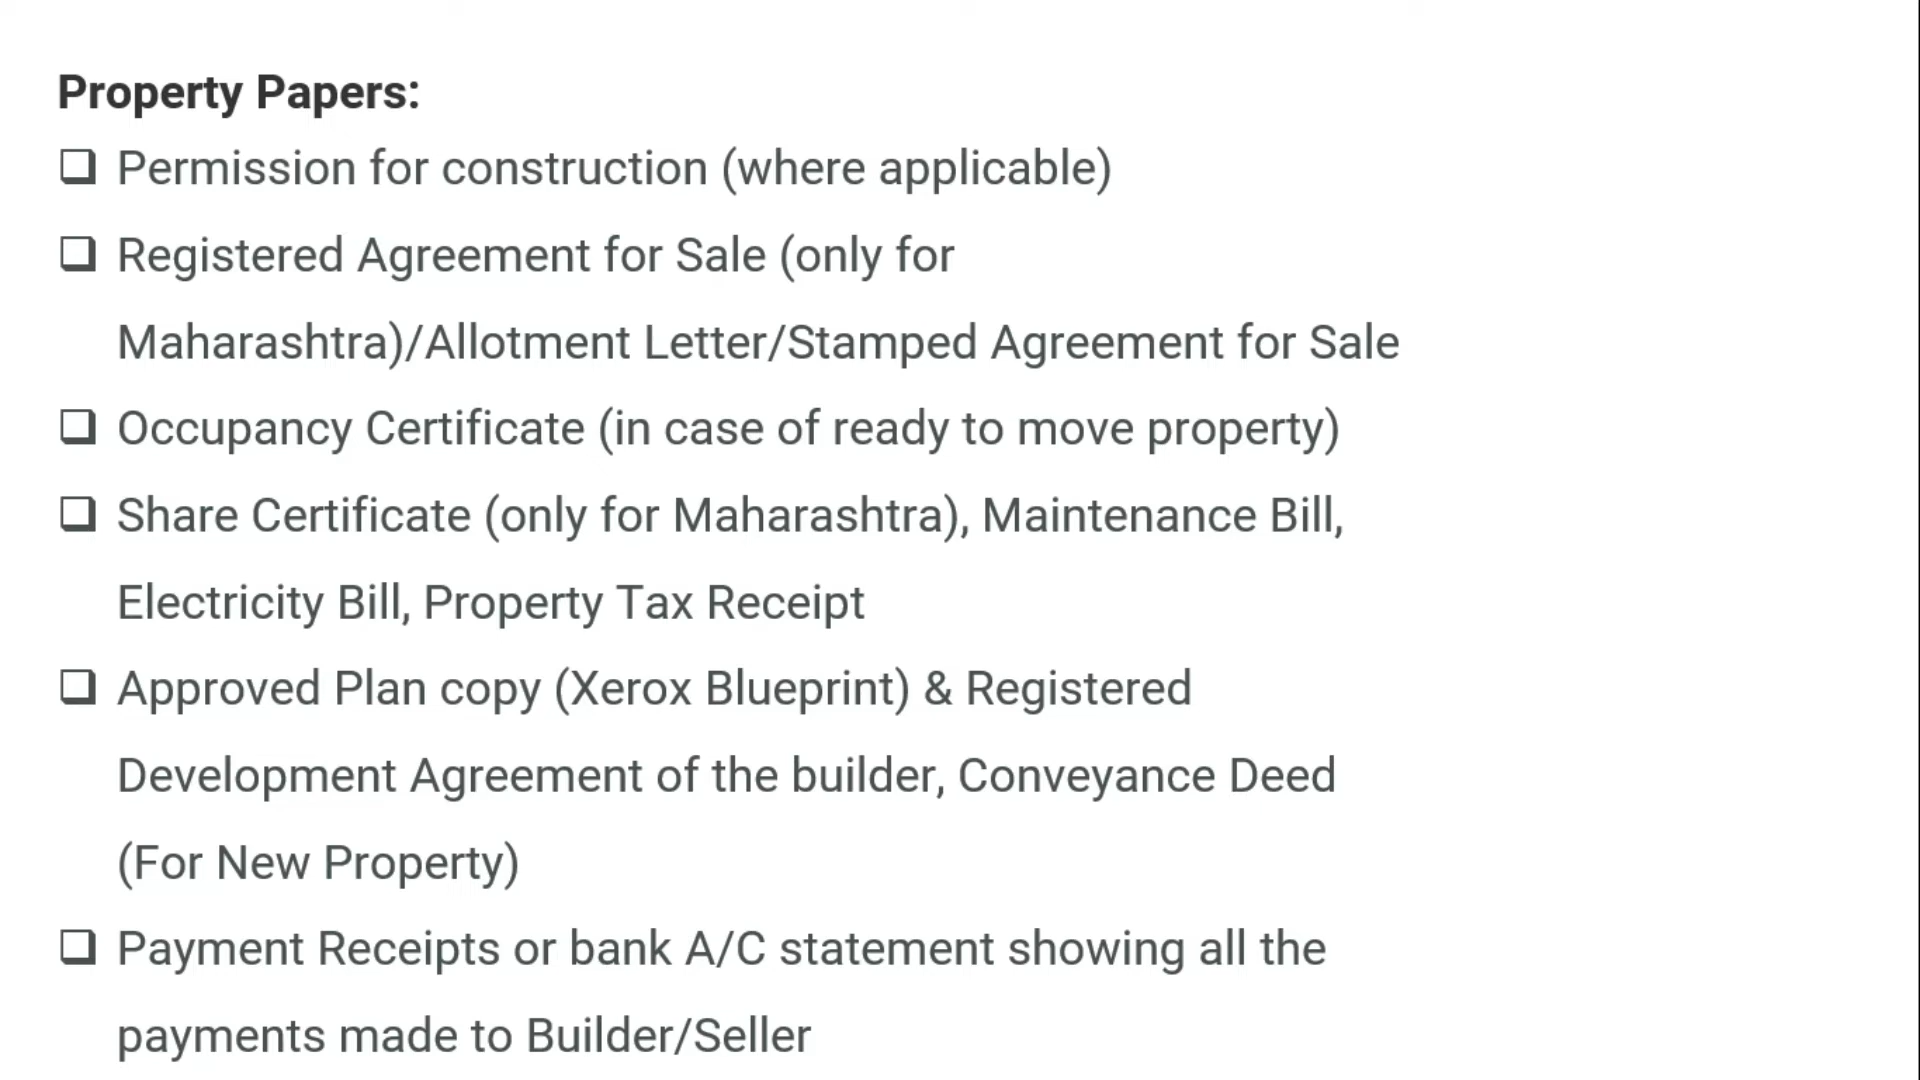 Property Papers:
❑ Permission for construction (where applicable)
❑ Registered Agreement for Sale (only for
Maharashtra)/Allotment Letter/Stamped Agreement for Sale
❑ Occupancy Certificate (in case of ready to move property)
❑ Share Certificate (only for Maharashtra), Maintenance Bill,
Electricity Bill, Property Tax Receipt
❑ Approved Plan copy (Xerox Blueprint) & Registered
Development Agreement of the builder, Conveyance Deed
(For New Property)
❑ Payment Receipts or bank A/C statement showing all the
payments made to Builder/Seller